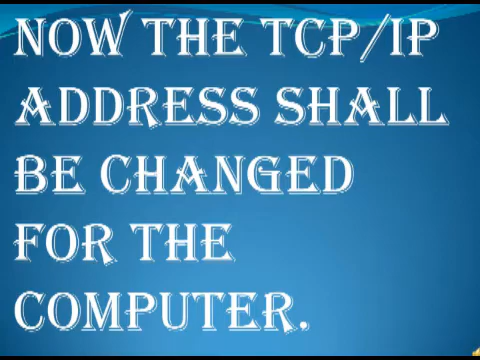 NOW THE TCP/IP
ADDRESS SHALL
BE CHANGED
FOR THE
COMPUTER.